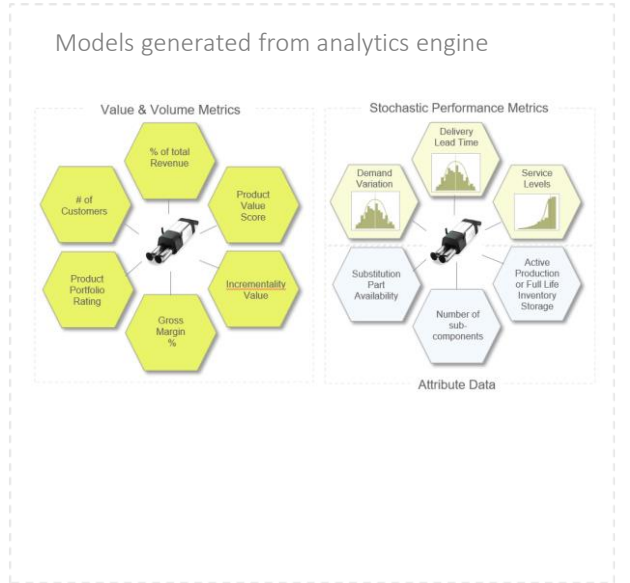 Models generated from analytics engine
Value & Volume Metrics
% of total
Revenue
# of
Customers
Product
Value
Score
Product
Portfolio
Rating
Incrementality
Value
Gross
Margin
%
Stochastic Performance Metrics
Delivery
Lead Time
Demand
Variation
Service
Levels
Substitution
Part
Availability
Active
Production
or Full Life
Inventory
Storage
Number of
sub-
components
Attribute Data